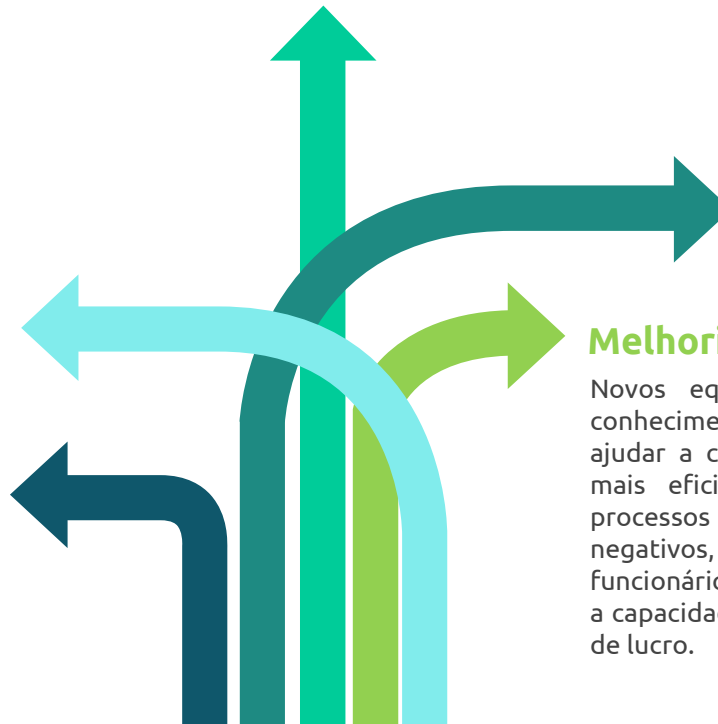 Melhori
Novos eq
conhecime
ajudar a c
mais efici
processos
negativos,
funcionário
a capacidad
de lucro.